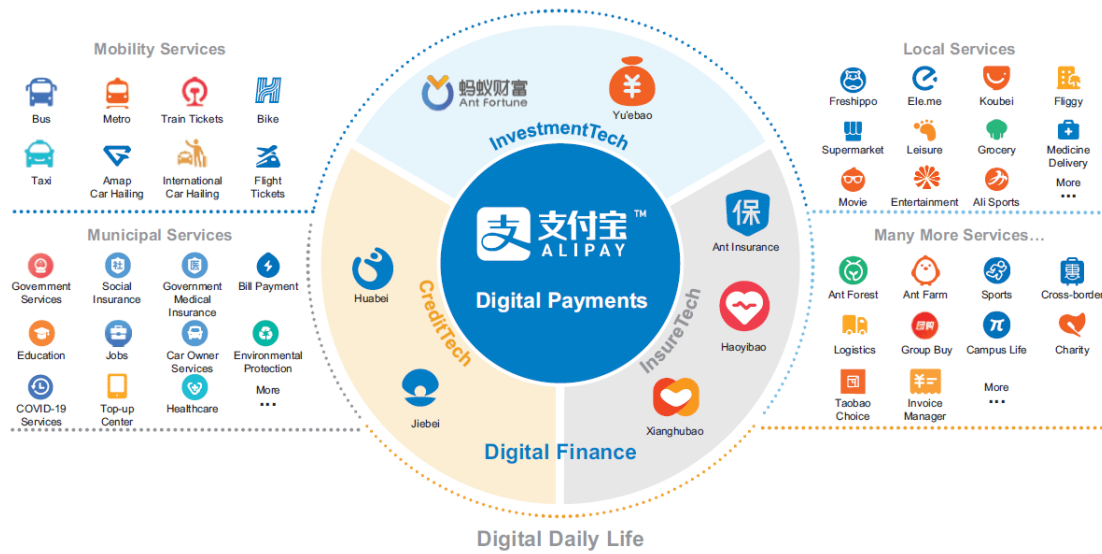 Mobility Services
Bus
Metro
Train Tickets
Bike
Taxi
Amap
Car Hailing
International
Car Hailing
Flight
Tickets
Municipal Services
Government
Services
社
Social
Insurance
医
Government
Medical
Insurance
Bill Payment
Education
Jobs
Car Owner
Services
Environmental
Protection
COVID-19
Services
Top-up
Center
Healthcare
More
...
蚂蚁财富
Ant Fortune
¥
Yu'ebao
InvestmentTech
支
支付宝™
ALIPAY
Digital Payments
CreditTech
Huabei
Jiebei
InsureTech
保
Ant Insurance
Haoyibao
Xianghubao
Digital Finance
Digital Daily Life
Local Services
Freshippo
Ele.me
Koubei
Fliggy
Supermarket
Leisure
Grocery
Medicine
Delivery
Movie
Entertainment
Ali Sports
More
...
Many More Services...
Ant Forest
Ant Farm
Sports
惠
Cross-border
Logistics
Group Buy
π
Campus Life
Charity
Taobao
Choice
¥
Invoice
Manager
More
...